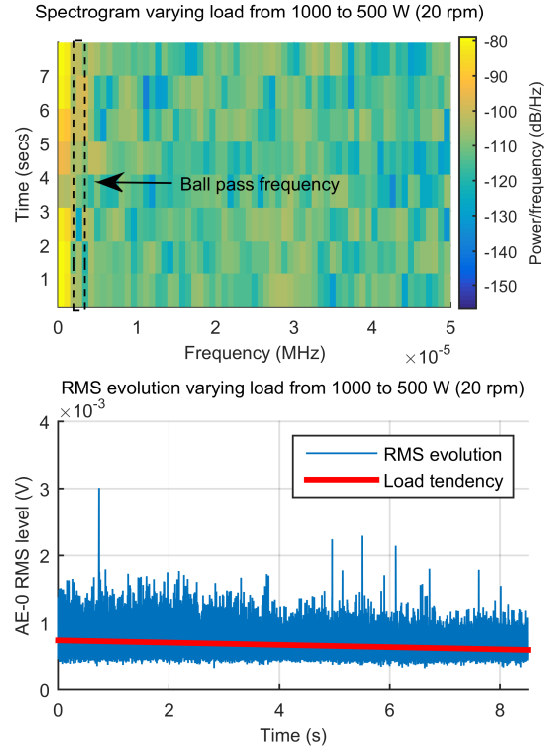 Spectrogram varying load from 1000 to 500 W (20 rpm)
7
6
5
4
3
2
1
Time (secs)
Ball pass frequency
0 1 2 3 4 5
Frequency (MHz)
×10⁻⁵
-80
-90
-100
-110
-120
-130
-140
-150
Power/frequency (dB/Hz)
RMS evolution varying load from 1000 to 500 W (20 rpm)
×10⁻³
4
3
2
1
0
AE-0 RMS level (V)
RMS evolution
Load tendency
0 2 4 6 8
Time (s)